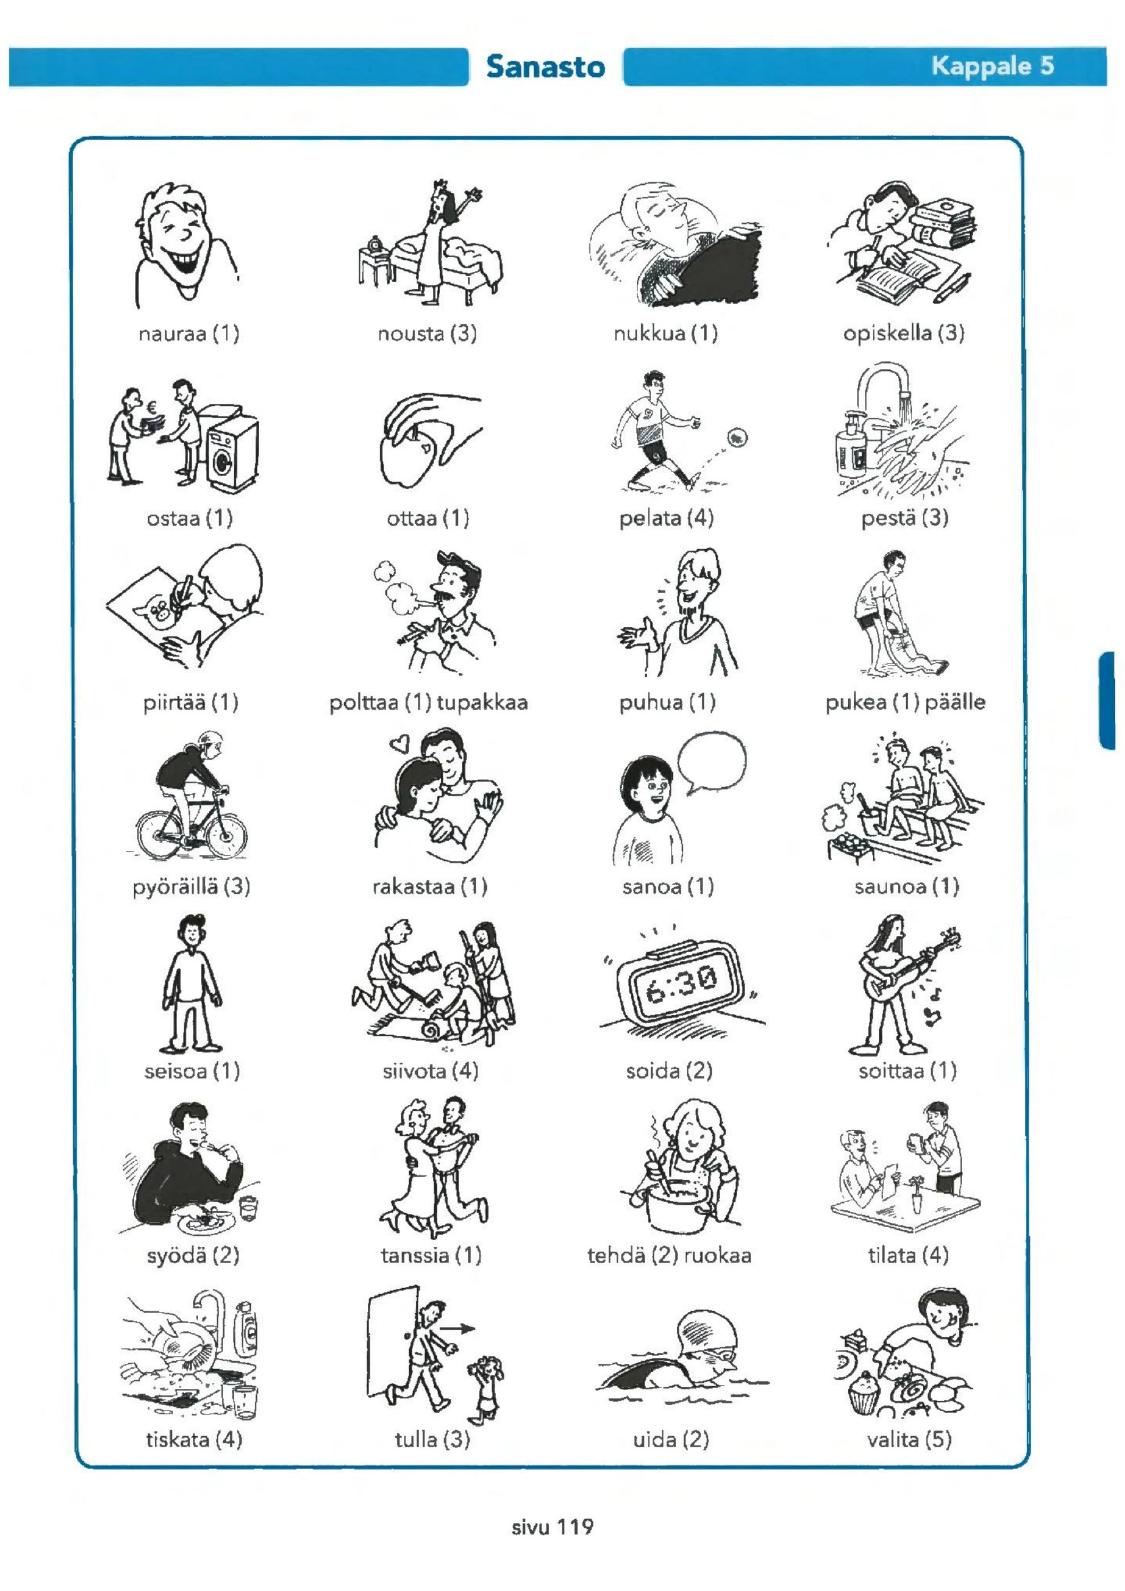 Sanasto
Kappale 5
nauraa (1)
nousta (3)
nukkua (1)
opiskella (3)
€
ostaa (1)
ottaa (1)
pelata (4)
pestä (3)
piirtää (1)
polttaa (1) tupakkaa
puhua (1)
pukea (1) päälle
pyöräillä (3)
rakastaa (1)
sanoa (1)
saunoa (1)
6:30
seisoa (1)
siivota (4)
soida (2)
soittaa (1)
syödä (2)
tanssia (1)
tehdä (2) ruokaa
tilata (4)
tiskata (4)
tulla (3)
uida (2)
valita (5)
sivu 119